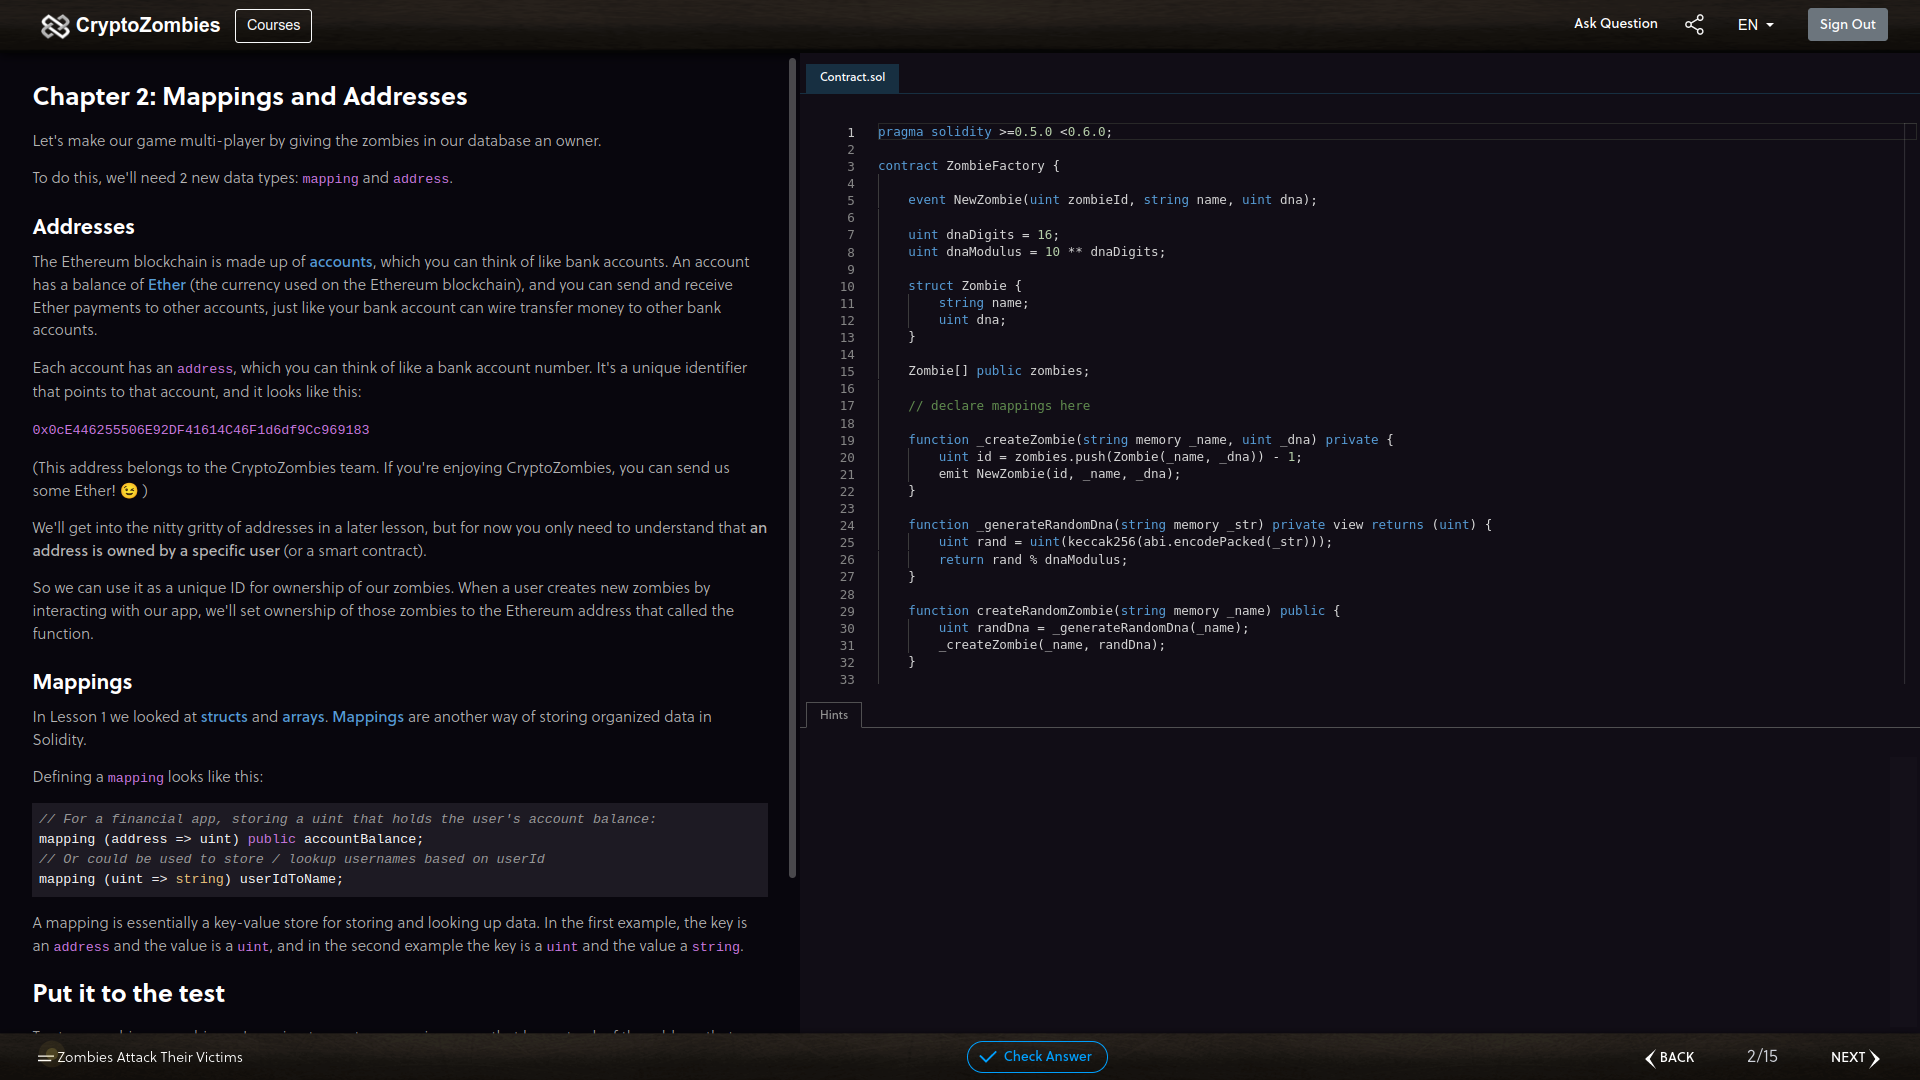 CryptoZombies
Courses
Ask Question
EN
Sign Out
Chapter 2: Mappings and Addresses
Let's make our game multi-player by giving the zombies in our database an owner.
To do this, we'll need 2 new data types: mapping and address.
Addresses
The Ethereum blockchain is made up of accounts, which you can think of like bank accounts. An account
has a balance of Ether (the currency used on the Ethereum blockchain), and you can send and receive
Ether payments to other accounts, just like your bank account can wire transfer money to other bank
accounts.
Each account has an address, which you can think of like a bank account number. It's a unique identifier
that points to that account, and it looks like this:
0x0cE446255506E92DF41614C46F1d6df9Cc969183
(This address belongs to the CryptoZombies team. If you're enjoying CryptoZombies, you can send us
some Ether! 😉 )
We'll get into the nitty gritty of addresses in a later lesson, but for now you only need to understand that an
address is owned by a specific user (or a smart contract).
So we can use it as a unique ID for ownership of our zombies. When a user creates new zombies by
interacting with our app, we'll set ownership of those zombies to the Ethereum address that called the
function.
Mappings
In Lesson 1 we looked at structs and arrays. Mappings are another way of storing organized data in
Solidity.
Defining a mapping looks like this:
// For a financial app, storing a uint that holds the user's account balance:
mapping (address => uint) public accountBalance;
// Or could be used to store / lookup usernames based on userId
mapping (uint => string) userIdToName;
A mapping is essentially a key-value store for storing and looking up data. In the first example, the key is
an address and the value is a uint, and in the second example the key is a uint and the value a string.
Put it to the test
Contract.sol
1 pragma solidity >=0.5.0 <0.6.0;
2
3 contract ZombieFactory {
4
5 event NewZombie(uint zombieId, string name, uint dna);
6
7 uint dnaDigits = 16;
8 uint dnaModulus = 10 ** dnaDigits;
9
10 struct Zombie {
11 string name;
12 uint dna;
13 }
14
15 Zombie[] public zombies;
16
17 // declare mappings here
18
19 function _createZombie(string memory _name, uint _dna) private {
20 uint id = zombies.push(Zombie(_name, _dna)) - 1;
21 emit NewZombie(id, _name, _dna);
22 }
23
24 function _generateRandomDna(string memory _str) private view returns (uint) {
25 uint rand = uint(keccak256(abi.encodePacked(_str)));
26 return rand % dnaModulus;
27 }
28
29 function createRandomZombie(string memory _name) public {
30 uint randDna = _generateRandomDna(_name);
31 _createZombie(_name, randDna);
32 }
33
Hints
Zombies Attack Their Victims
Check Answer
BACK
2/15
NEXT